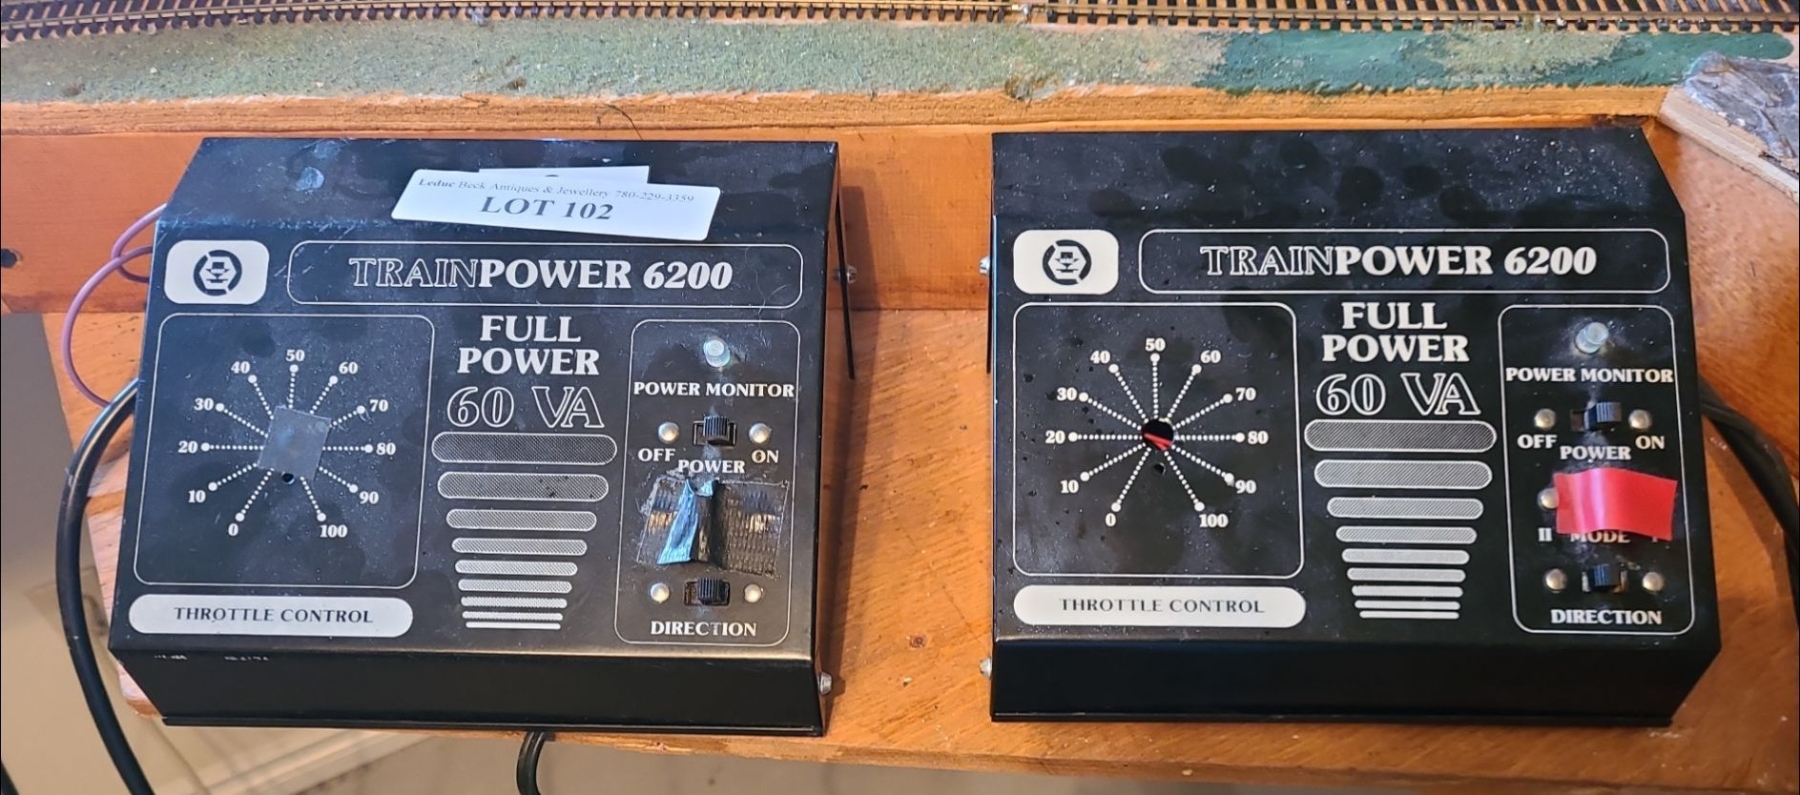 Leduc Beck Antiques & Jewellery 780-229-3359
LOT 102
TRAINPOWER 6200
FULL
POWER
60 VA
50
40
60
30
70
20
80
10
90
0
100
THROTTLE CONTROL
POWER MONITOR
OFF
ON
POWER
DIRECTION
TRAINPOWER 6200
FULL
POWER
60 VA
50
40
60
30
70
20
80
10
90
0
100
THROTTLE CONTROL
POWER MONITOR
OFF
ON
POWER
II MODE
DIRECTION